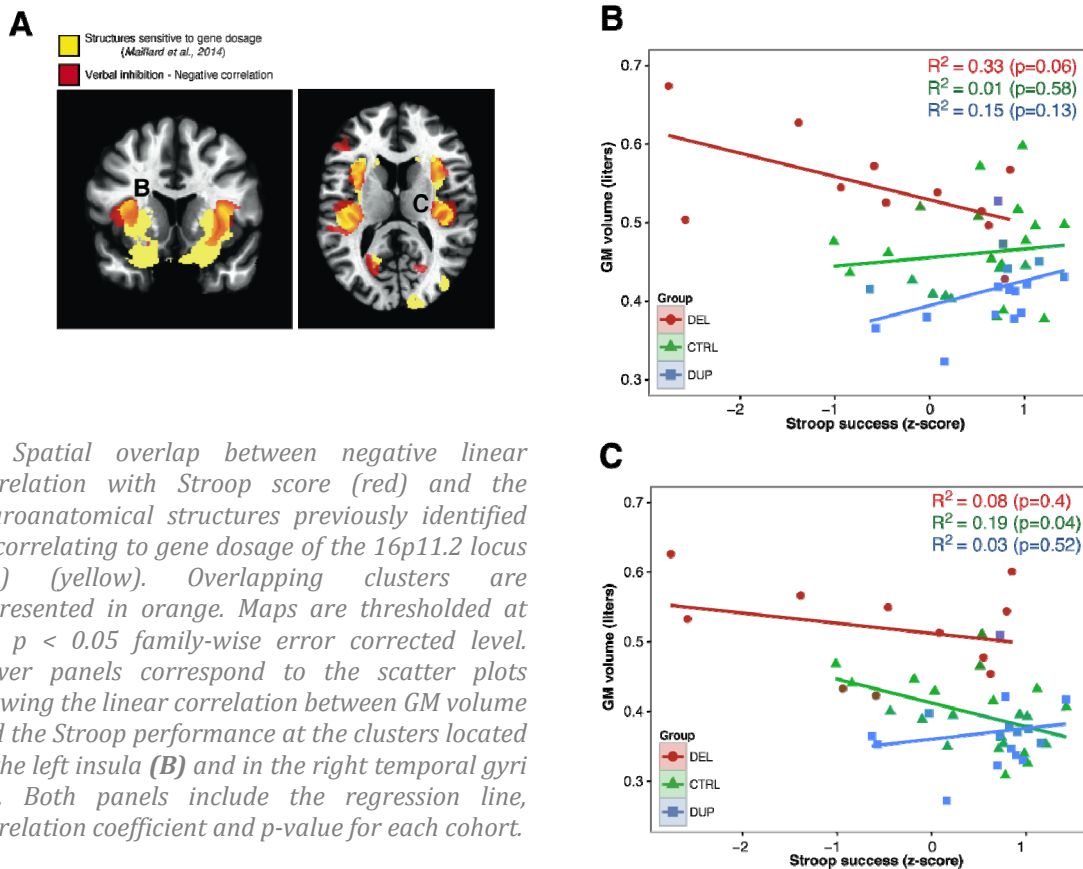 A
Structures sensitive to gene dosage
(Maillard et al., 2014)
Verbal inhibition - Negative correlation
B
C
Spatial overlap between negative linear
relation with Stroop score (red) and the
roanatomical structures previously identified
correlating to gene dosage of the 16p11.2 locus
) (yellow). Overlapping clusters are
resented in orange. Maps are thresholded at
p < 0.05 family-wise error corrected level.
ver panels correspond to the scatter plots
wing the linear correlation between GM volume
d the Stroop performance at the clusters located
the left insula (B) and in the right temporal gyri
. Both panels include the regression line,
relation coefficient and p-value for each cohort.
B
R² = 0.33 (p=0.06)
R² = 0.01 (p=0.58)
R² = 0.15 (p=0.13)
GM volume (liters)
0.7
0.6
0.5
0.4
0.3
Group
DEL
CTRL
DUP
−2
−1
0
1
Stroop success (z-score)
C
R² = 0.08 (p=0.4)
R² = 0.19 (p=0.04)
R² = 0.03 (p=0.52)
GM volume (liters)
0.7
0.6
0.5
0.4
0.3
Group
DEL
CTRL
DUP
−2
−1
0
1
Stroop success (z-score)